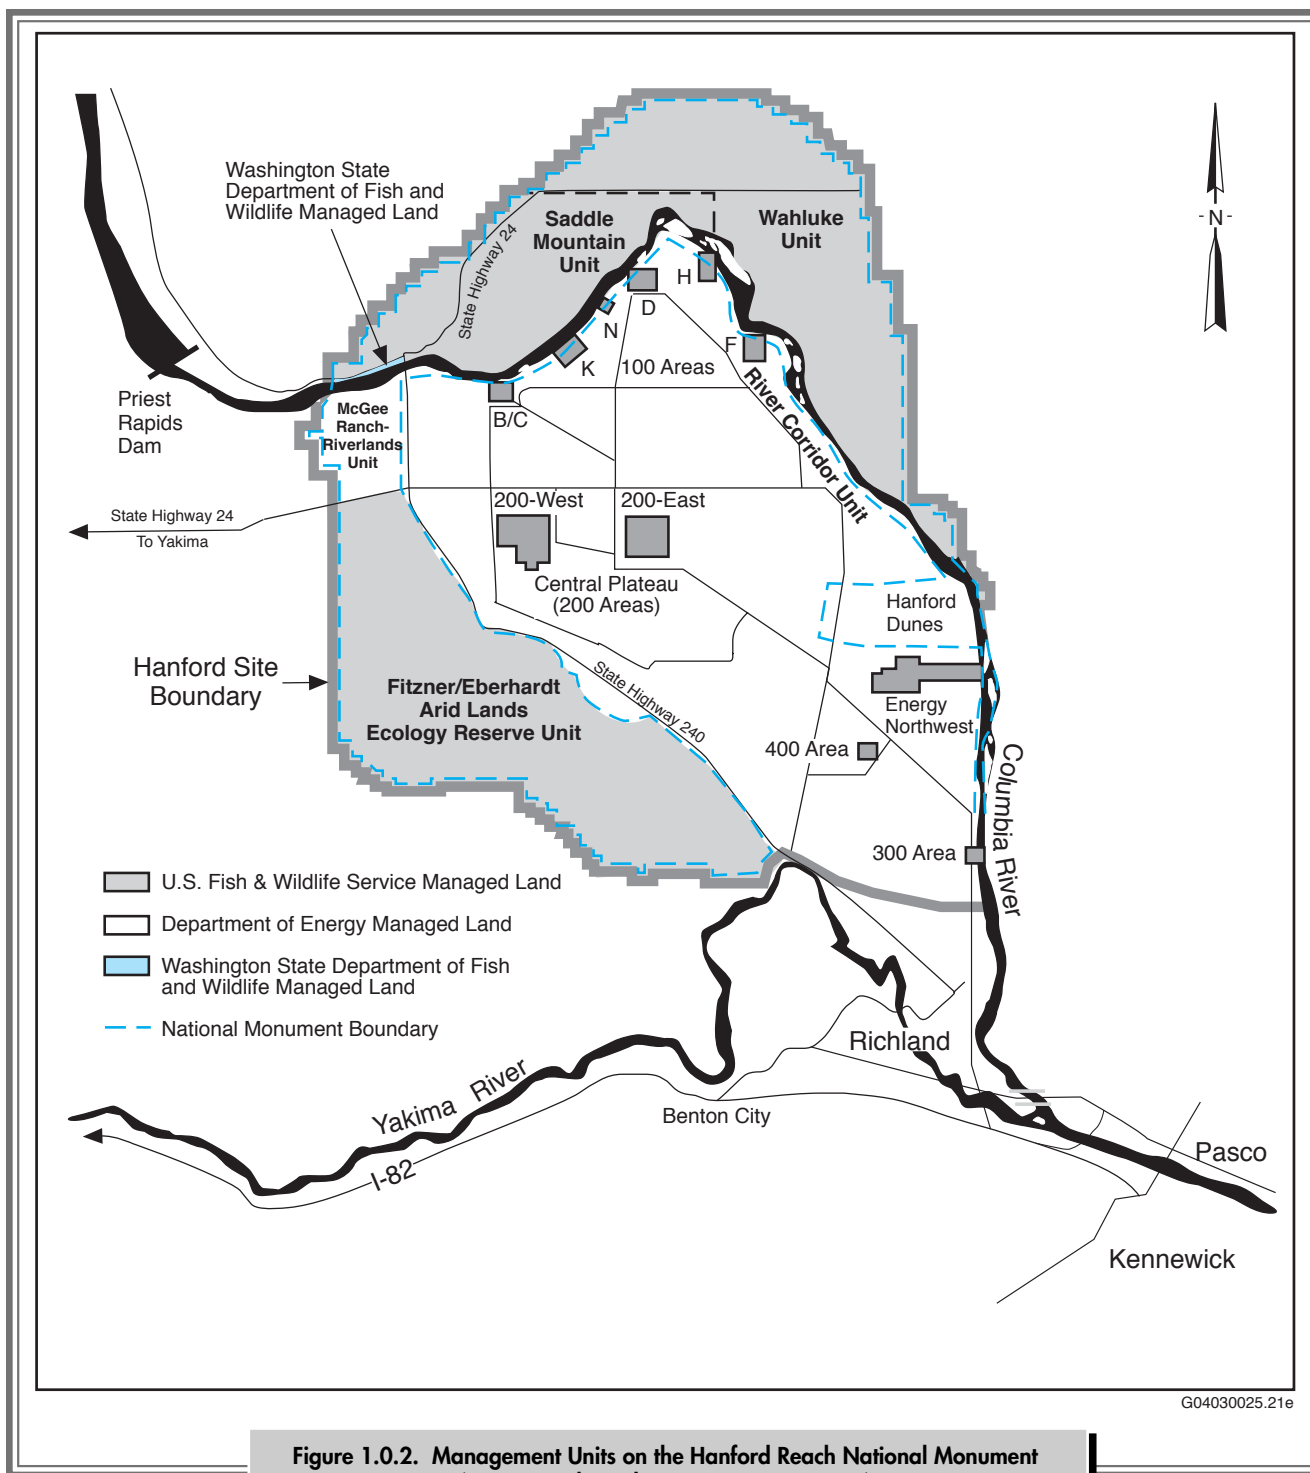 Washington State
Department of Fish and
Wildlife Managed Land
State Highway 24
Saddle
Mountain
Unit
Wahluke
Unit
-N-
H
D
N
K
F
100 Areas
B/C
River Corridor Unit
Priest
Rapids
Dam
McGee
Ranch-
Riverlands
Unit
State Highway 24
To Yakima
200-West
200-East
Central Plateau
(200 Areas)
Hanford
Dunes
Hanford Site
Boundary
Fitzner/Eberhardt
Arid Lands
Ecology Reserve Unit
State Highway 240
Energy
Northwest
400 Area
Columbia River
300 Area
U.S. Fish & Wildlife Service Managed Land
Department of Energy Managed Land
Washington State Department of Fish
and Wildlife Managed Land
National Monument Boundary
Richland
Yakima River
Benton City
I-82
Pasco
Kennewick
G04030025.21e
Figure 1.0.2. Management Units on the Hanford Reach National Monument